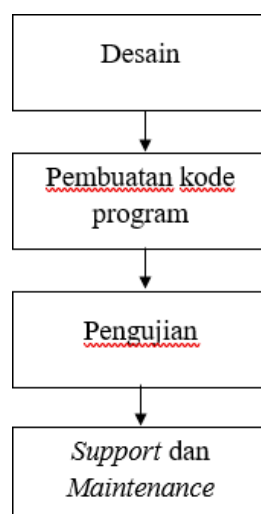 Desain
Pembuatan kode
program
Pengujian
Support dan
Maintenance